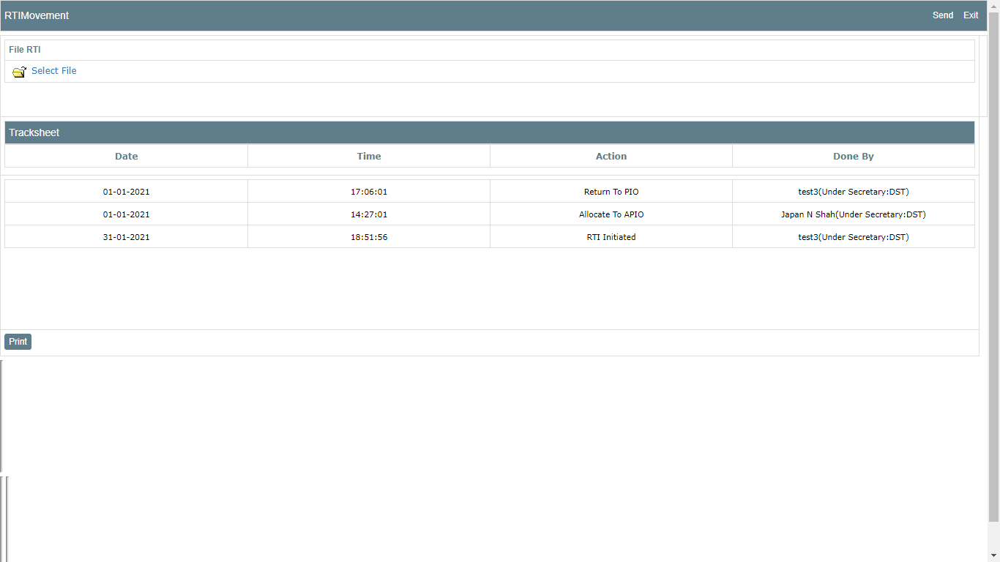 RTIMovement Send Exit
File RTI
Select File
Tracksheet
Date Time Action Done By
01-01-2021 17:06:01 Return To PIO test3(Under Secretary:DST)
01-01-2021 14:27:01 Allocate To APIO Japan N Shah(Under Secretary:DST)
31-01-2021 18:51:56 RTI Initiated test3(Under Secretary:DST)
Print